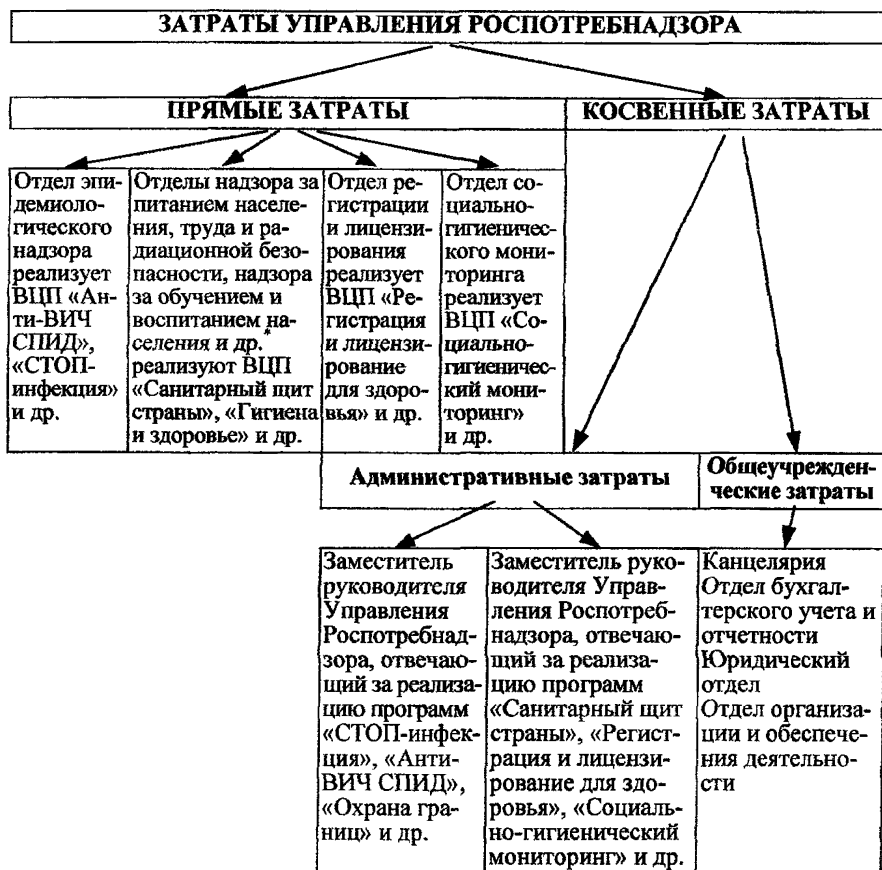 ЗАТРАТЫ УПРАВЛЕНИЯ РОСПОТРЕБНАДЗОРА
ПРЯМЫЕ ЗАТРАТЫ
КОСВЕННЫЕ ЗАТРАТЫ
Отдел эпи-
демиоло-
гического
надзора
реализует
ВЦП «Ан-
ти-ВИЧ
СПИД»,
«СТОП-
инфекция»
и др.
Отделы надзора за
питанием населе-
ния, труда и ра-
диационной безо-
пасности, надзора
за обучением и
воспитанием на-
селения и др.*
реализуют ВЦП
«Санитарный щит
страны», «Гигиена
и здоровье» и др.
Отдел ре-
гистрации
и лицензи-
рования
реализует
ВЦП «Ре-
гистрация
и лицензи-
рование
для здоро-
вья» и др.
Отдел со-
циально-
гигиениче-
ского мони-
торинга
реализует
ВЦП «Со-
циально-
гигиениче-
ский мони-
торинг»
и др.
Административные затраты
Общеучрежден-
ческие затраты
Заместитель
руководителя
Управления
Роспотребнад-
зора, отвечаю-
щий за реализа-
цию программ
«СТОП-инфек-
ция», «Анти-
ВИЧ СПИД»,
«Охрана гра-
ниц» и др.
Заместитель руко-
водителя Управ-
ления Роспотреб-
надзора, отвечаю-
щий за реализа-
цию программ
«Санитарный щит
страны», «Регист-
рация и лицензи-
рование для здо-
ровья», «Социаль-
но-гигиенический
мониторинг» и др.
Канцелярия
Отдел бухгал-
терского учета и
отчетности
Юридический
отдел
Отдел организа-
ции и обеспече-
ния деятельно-
сти